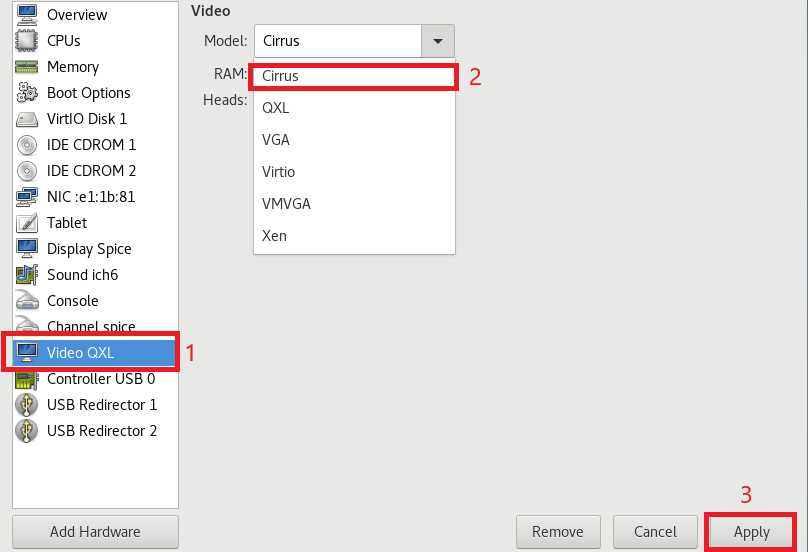 Overview
CPUs
Memory
Boot Options
VirtIO Disk 1
IDE CDROM 1
IDE CDROM 2
NIC :e1:1b:81
Tablet
Display Spice
Sound ich6
Console
Channel spice
Video QXL
1
Controller USB 0
USB Redirector 1
USB Redirector 2
Add Hardware
Video
Model: Cirrus
RAM:
Heads:
Cirrus
2
QXL
VGA
Virtio
VMVGA
Xen
3
Remove
Cancel
Apply